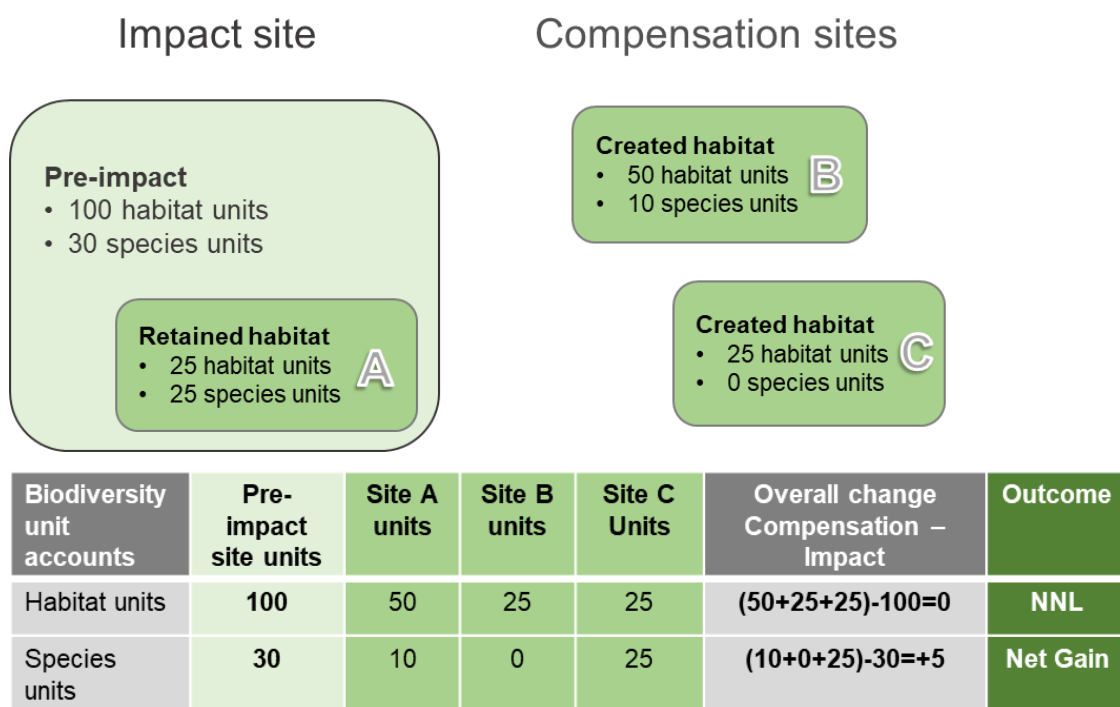 Impact site
Compensation sites
Pre-impact
• 100 habitat units
• 30 species units
Retained habitat
• 25 habitat units
• 25 species units
A
Created habitat
• 50 habitat units
• 10 species units
B
Created habitat
• 25 habitat units
• 0 species units
C
Biodiversity
unit
accounts
Pre-
impact
site units
Site A
units
Site B
units
Site C
Units
Overall change
Compensation –
Impact
Outcome
Habitat units
100
50
25
25
(50+25+25)-100=0
NNL
Species
units
30
10
0
25
(10+0+25)-30=+5
Net Gain